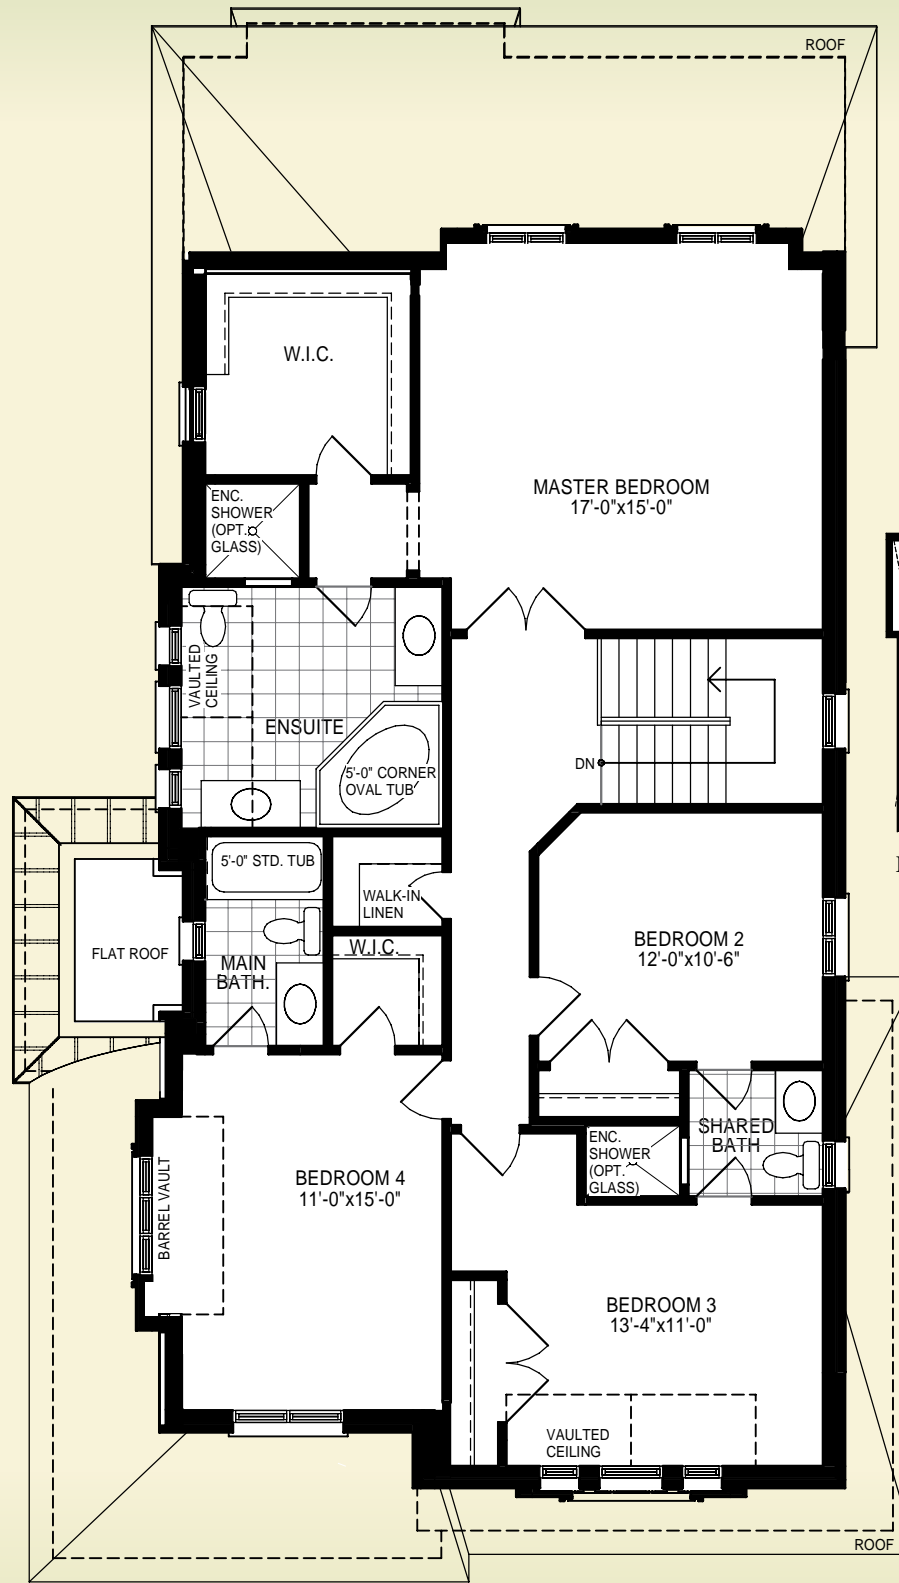 ROOF
W.I.C.
MASTER BEDROOM
17'-0"x15'-0"
ENC.
SHOWER
(OPT.
GLASS)
VAULTED
CEILING
ENSUITE
5'-0" CORNER
OVAL TUB
DN
5'-0" STD. TUB
WALK-IN
LINEN
FLAT ROOF
MAIN
BATH.
W.I.C.
BEDROOM 2
12'-0"x10'-6"
SHARED
BATH
ENC.
SHOWER
(OPT.
GLASS)
BEDROOM 4
11'-0"x15'-0"
BARREL VAULT
BEDROOM 3
13'-4"x11'-0"
VAULTED
CEILING
ROOF